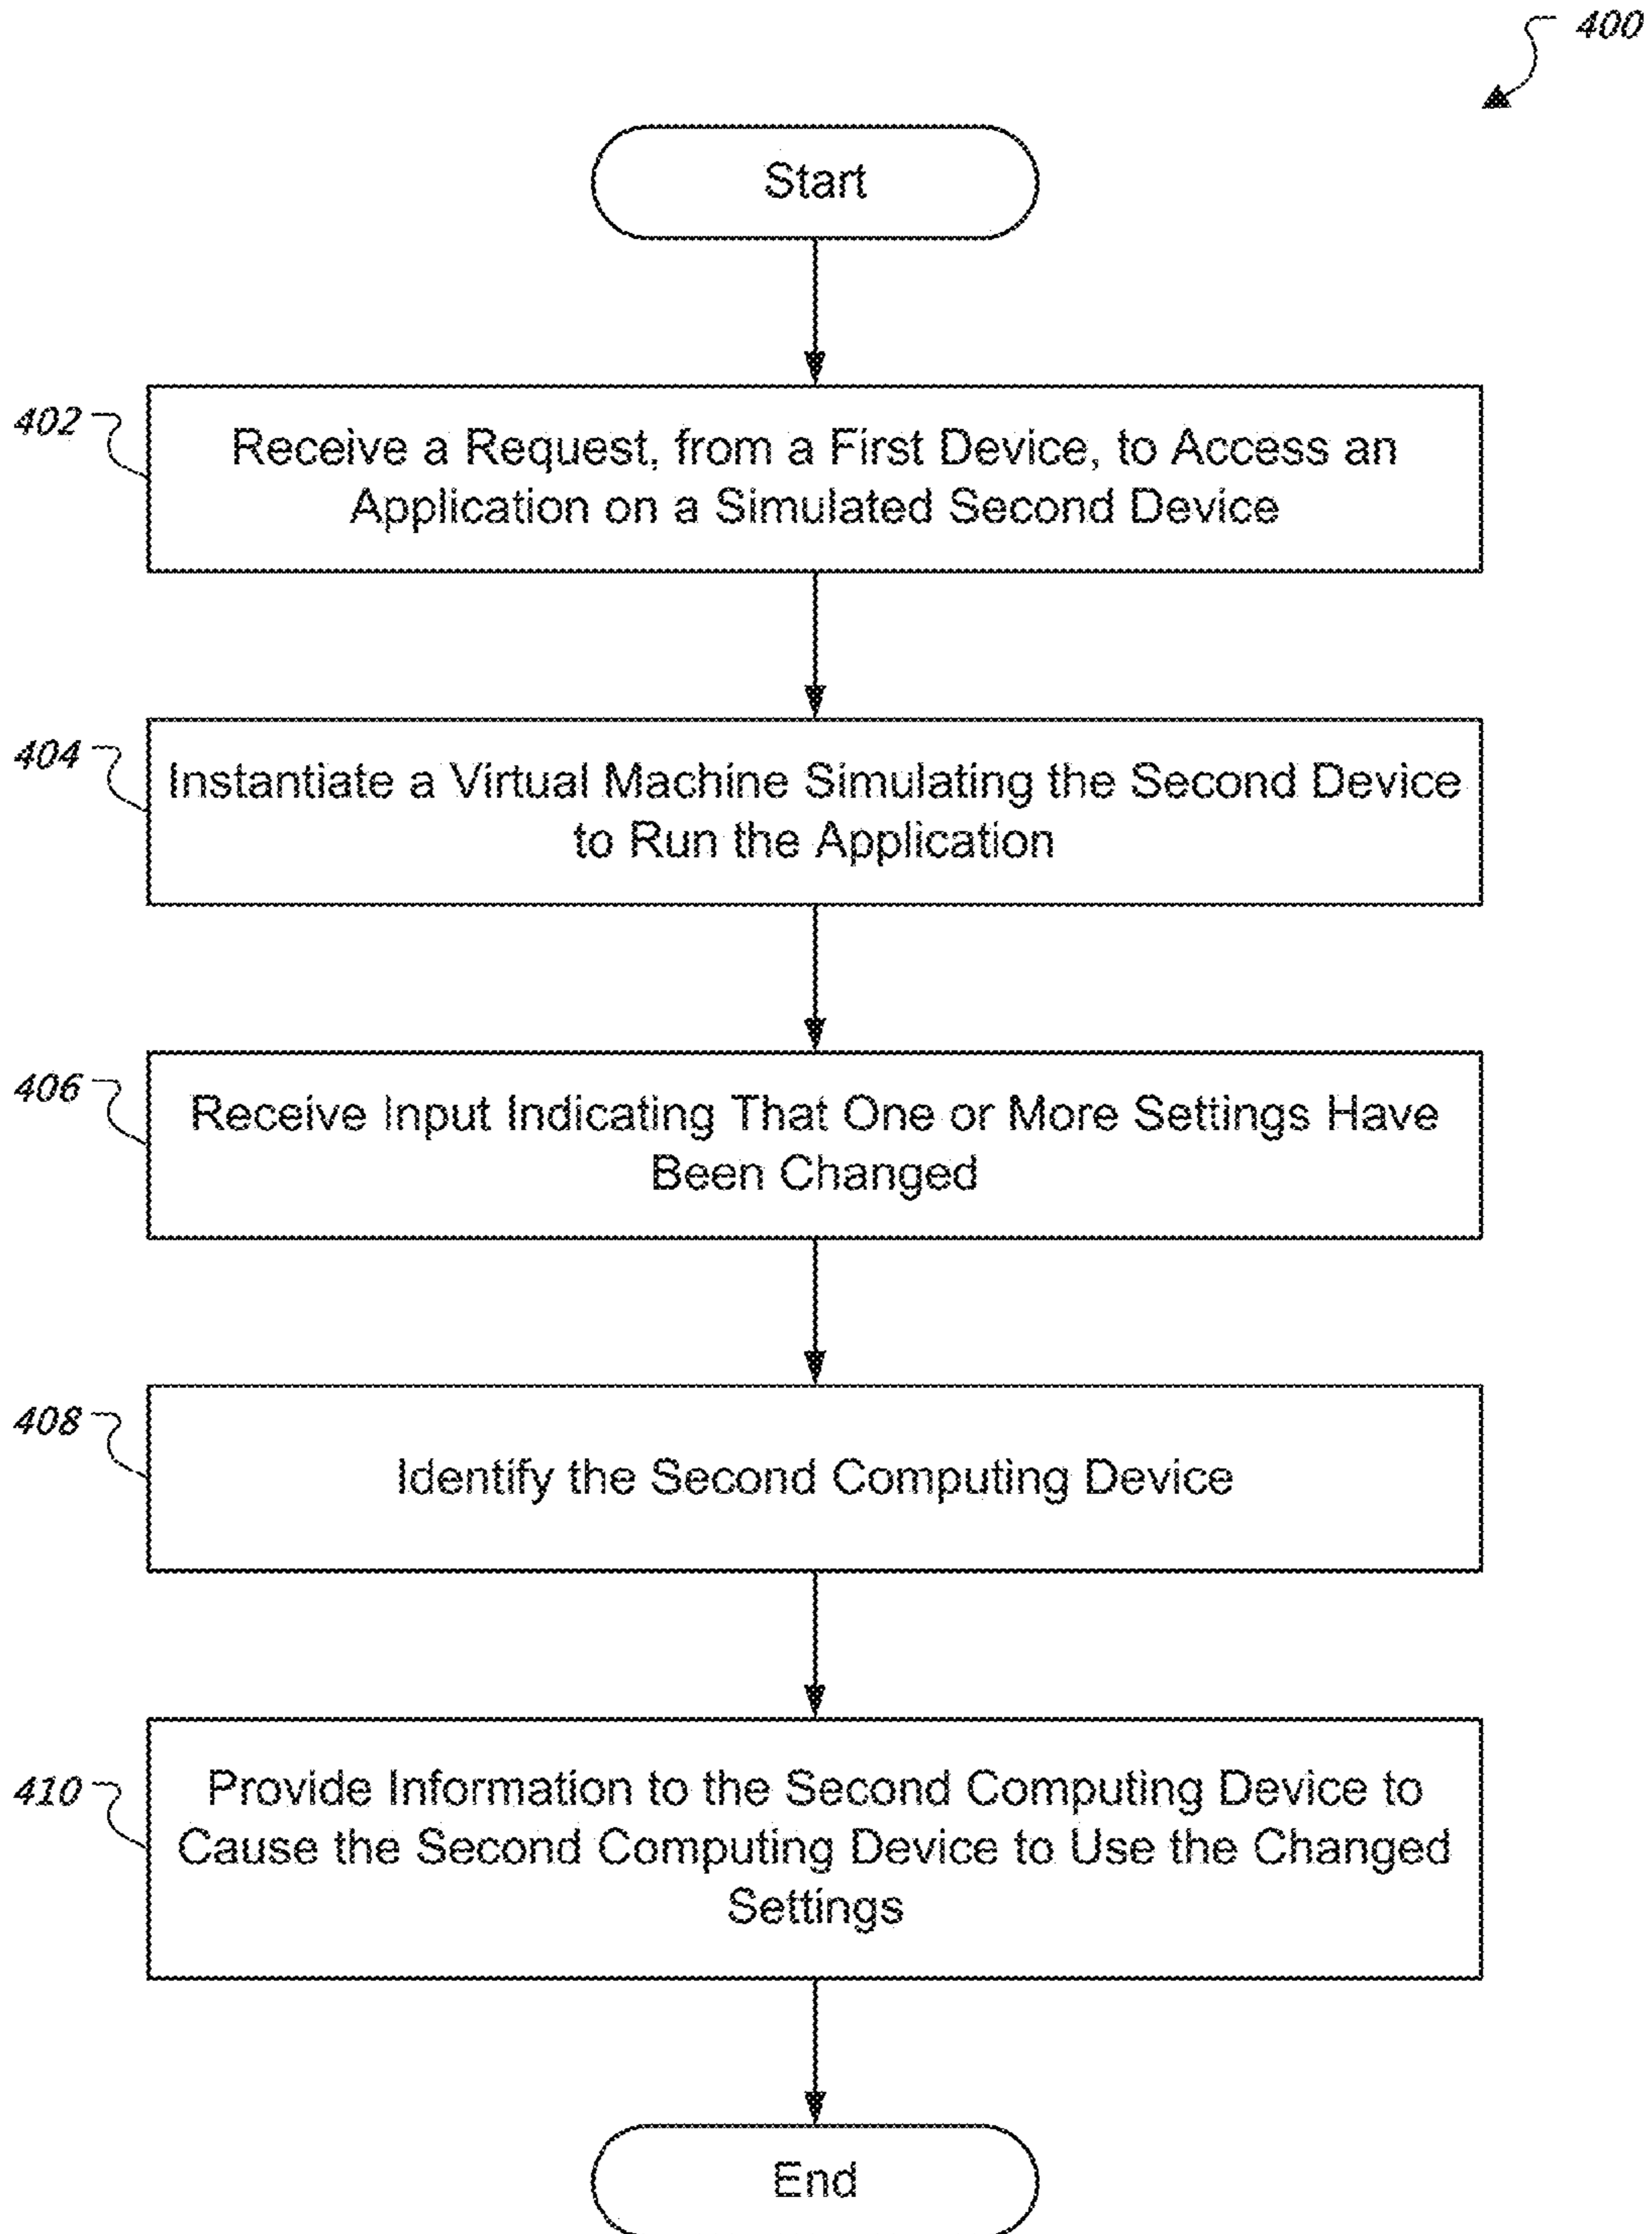 400
Start
402
Receive a Request, from a First Device, to Access an
Application on a Simulated Second Device
404
Instantiate a Virtual Machine Simulating the Second Device
to Run the Application
406
Receive Input Indicating That One or More Settings Have
Been Changed
408
Identify the Second Computing Device
410
Provide Information to the Second Computing Device to
Cause the Second Computing Device to Use the Changed
Settings
End